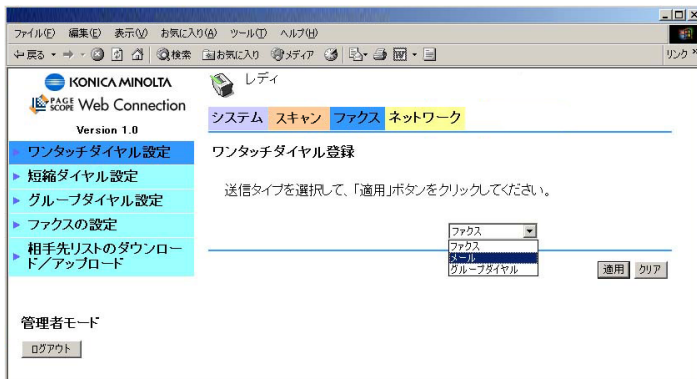 ファイル(F) 編集(E) 表示(V) お気に入り(A) ツール(T) ヘルプ(H)
戻る 検索 お気に入り メディア リンク »
KONICA MINOLTA
PAGE SCOPE Web Connection
Version 1.0
レディ
システム スキャン ファクス ネットワーク
ワンタッチダイヤル設定
短縮ダイヤル設定
グループダイヤル設定
ファクスの設定
相手先リストのダウンロー
ド/アップロード
管理者モード
ログアウト
ワンタッチダイヤル登録
送信タイプを選択して、「適用」ボタンをクリックしてください。
ファクス
ファクス
メール
グループダイヤル
適用 クリア